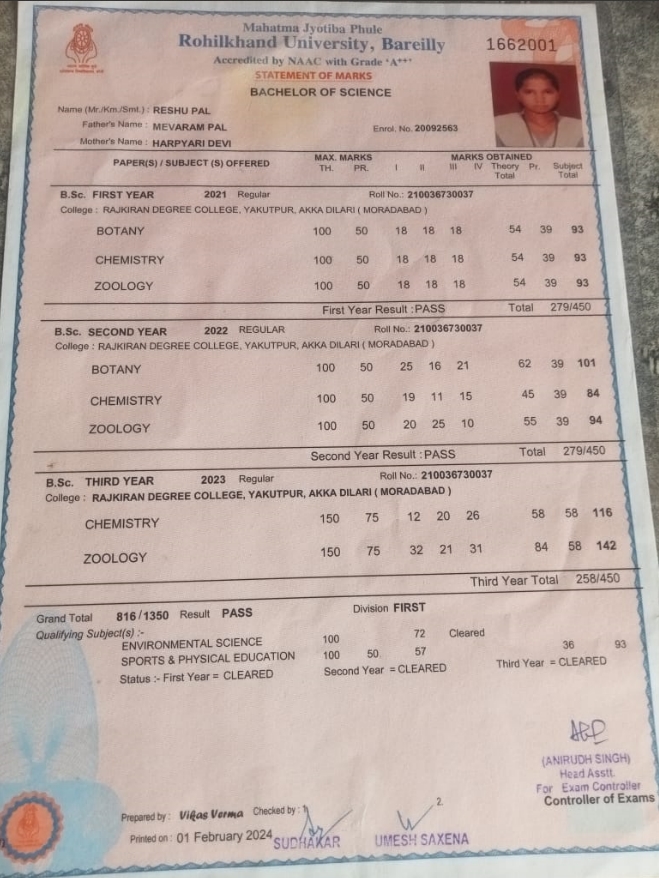 Mahatma Jyotiba Phule
Rohilkhand University, Bareilly
1662001
Accredited by NAAC with Grade 'A++'
STATEMENT OF MARKS
BACHELOR OF SCIENCE
Name (Mr./Km./Smt.) : RESHU PAL
Father's Name : MEVARAM PAL Enrol. No. 20092563
Mother's Name : HARPYARI DEVI
PAPER(S) / SUBJECT (S) OFFERED MAX. MARKS TH. PR. MARKS OBTAINED I II III IV Theory Total Pr. Subject Total
B.Sc. FIRST YEAR 2021 Regular Roll No.: 210036730037
College : RAJKIRAN DEGREE COLLEGE, YAKUTPUR, AKKA DILARI ( MORADABAD )
BOTANY 100 50 18 18 18 54 39 93
CHEMISTRY 100 50 18 18 18 54 39 93
ZOOLOGY 100 50 18 18 18 54 39 93
First Year Result :PASS Total 279/450
B.Sc. SECOND YEAR 2022 REGULAR Roll No.: 210036730037
College : RAJKIRAN DEGREE COLLEGE, YAKUTPUR, AKKA DILARI ( MORADABAD )
BOTANY 100 50 25 16 21 62 39 101
CHEMISTRY 100 50 19 11 15 45 39 84
ZOOLOGY 100 50 20 25 10 55 39 94
Second Year Result :PASS Total 279/450
B.Sc. THIRD YEAR 2023 Regular Roll No.: 210036730037
College : RAJKIRAN DEGREE COLLEGE, YAKUTPUR, AKKA DILARI ( MORADABAD )
CHEMISTRY 150 75 12 20 26 58 58 116
ZOOLOGY 150 75 32 21 31 84 58 142
Third Year Total 258/450
Grand Total 816/1350 Result PASS Division FIRST
Qualifying Subject(s) :-
ENVIRONMENTAL SCIENCE 100 72 Cleared
SPORTS & PHYSICAL EDUCATION 100 50 57 36 93
Status :- First Year = CLEARED Second Year = CLEARED Third Year = CLEARED
(ANIRUDH SINGH)
Head Asstt.
For Exam Controller
Controller of Exams
Prepared by : Vikas Verma Checked by : 1 2.
Printed on : 01 February 2024 SUDHAKAR UMESH SAXENA